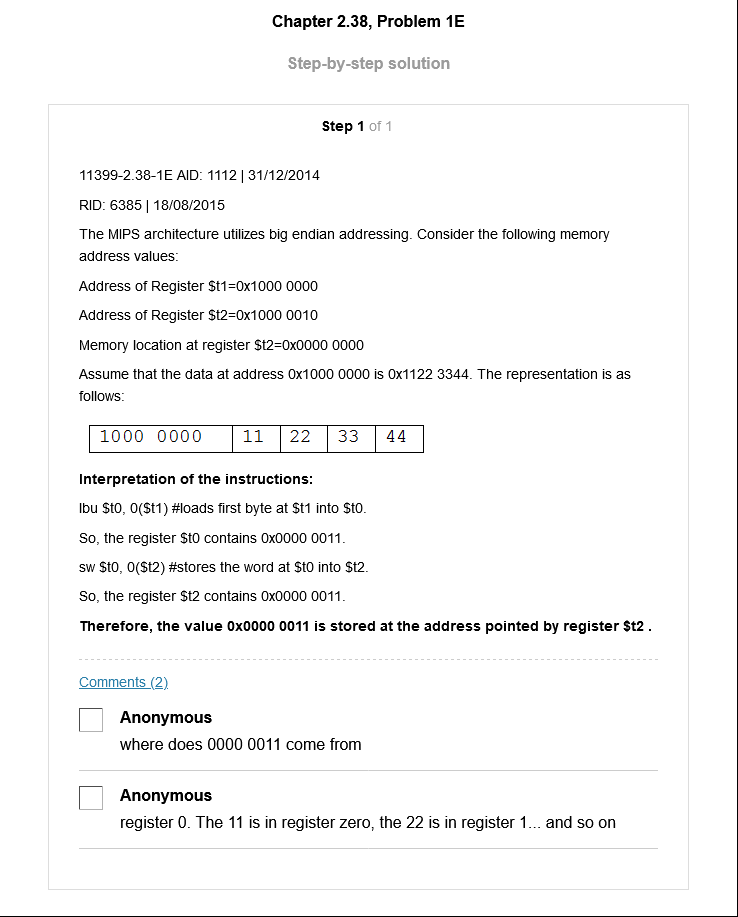 Chapter 2.38, Problem 1E
Step-by-step solution
Step 1 of 1
11399-2.38-1E AID: 1112 | 31/12/2014
RID: 6385 | 18/08/2015
The MIPS architecture utilizes big endian addressing. Consider the following memory
address values:
Address of Register $t1=0x1000 0000
Address of Register $t2=0x1000 0010
Memory location at register $t2=0x0000 0000
Assume that the data at address 0x1000 0000 is 0x1122 3344. The representation is as
follows:
1000 0000 11 22 33 44
Interpretation of the instructions:
lbu $t0, 0($t1) #loads first byte at $t1 into $t0.
So, the register $t0 contains 0x0000 0011.
sw $t0, 0($t2) #stores the word at $t0 into $t2.
So, the register $t2 contains 0x0000 0011.
Therefore, the value 0x0000 0011 is stored at the address pointed by register $t2 .
Comments (2)
Anonymous
where does 0000 0011 come from
Anonymous
register 0. The 11 is in register zero, the 22 is in register 1... and so on